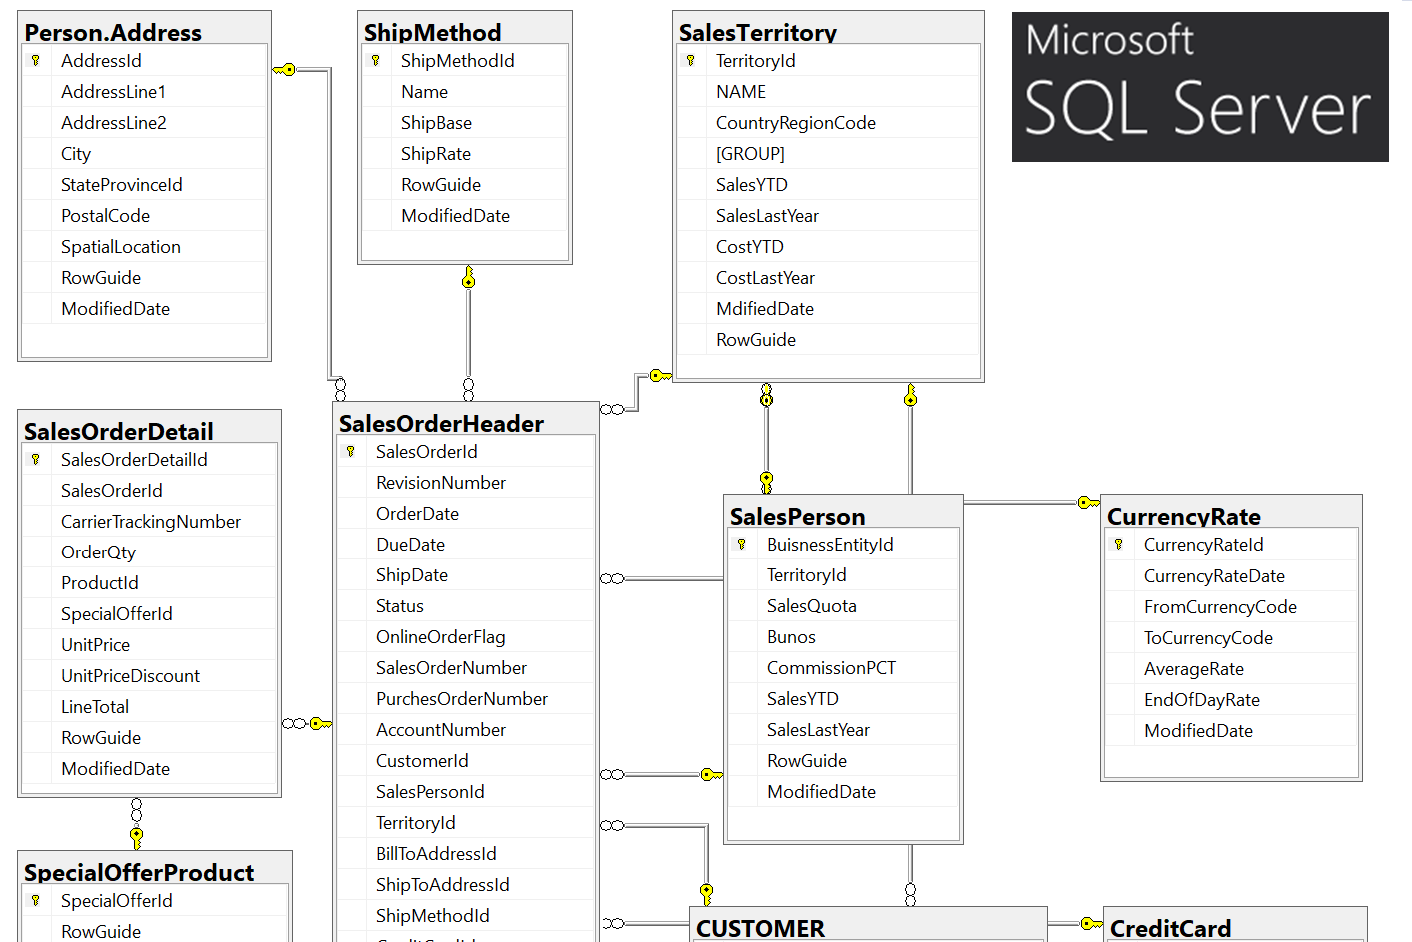 Person.Address
AddressId
AddressLine1
AddressLine2
City
StateProvinceId
PostalCode
SpatialLocation
RowGuide
ModifiedDate
ShipMethod
ShipMethodId
Name
ShipBase
ShipRate
RowGuide
ModifiedDate
SalesTerritory
TerritoryId
NAME
CountryRegionCode
[GROUP]
SalesYTD
SalesLastYear
CostYTD
CostLastYear
MdifiedDate
RowGuide
Microsoft
SQL Server
SalesOrderDetail
SalesOrderDetailId
SalesOrderId
CarrierTrackingNumber
OrderQty
ProductId
SpecialOfferId
UnitPrice
UnitPriceDiscount
LineTotal
RowGuide
ModifiedDate
SalesOrderHeader
SalesOrderId
RevisionNumber
OrderDate
DueDate
ShipDate
Status
OnlineOrderFlag
SalesOrderNumber
PurchesOrderNumber
AccountNumber
CustomerId
SalesPersonId
TerritoryId
BillToAddressId
ShipToAddressId
ShipMethodId
SalesPerson
BuisnessEntityId
TerritoryId
SalesQuota
Bunos
CommissionPCT
SalesYTD
SalesLastYear
RowGuide
ModifiedDate
CurrencyRate
CurrencyRateId
CurrencyRateDate
FromCurrencyCode
ToCurrencyCode
AverageRate
EndOfDayRate
ModifiedDate
SpecialOfferProduct
SpecialOfferId
RowGuide
CUSTOMER
CreditCard